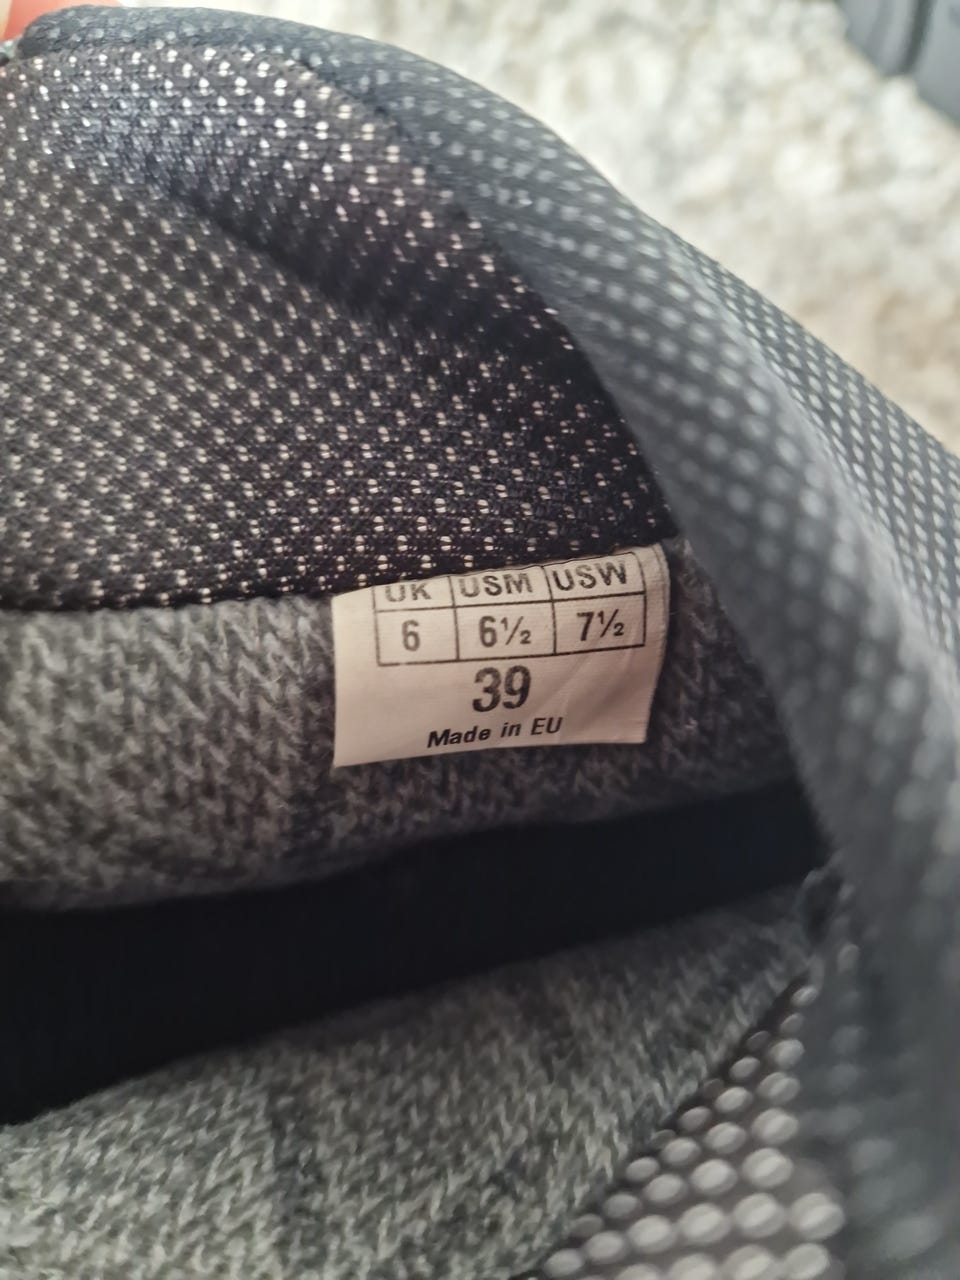 UK USM USW
6 6½ 7½
39
Made in EU